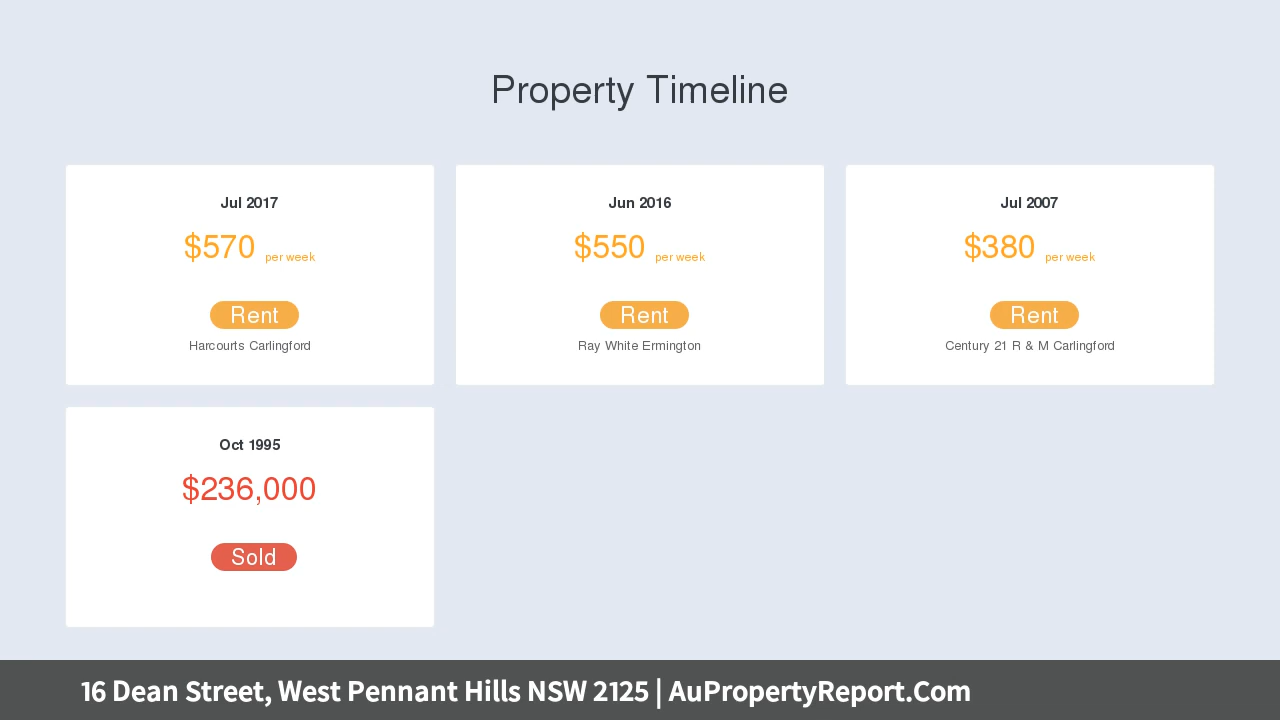 Property Timeline
Jul 2017
$570 per week
Rent
Harcourts Carlingford
Jun 2016
$550 per week
Rent
Ray White Ermington
Jul 2007
$380 per week
Rent
Century 21 R & M Carlingford
Oct 1995
$236,000
Sold
16 Dean Street, West Pennant Hills NSW 2125 | AuPropertyReport.Com